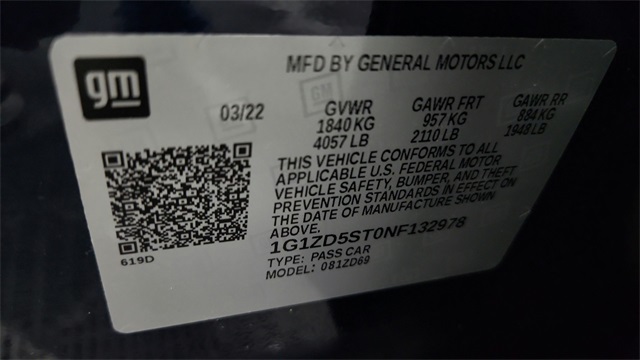 gm
MFD BY GENERAL MOTORS LLC
03/22
GVWR
1840 KG
4057 LB
GAWR FRT
957 KG
2110 LB
GAWR RR
884 KG
1948 LB
THIS VEHICLE CONFORMS TO ALL
APPLICABLE U.S. FEDERAL MOTOR
VEHICLE SAFETY, BUMPER, AND THEFT
PREVENTION STANDARDS IN EFFECT ON
THE DATE OF MANUFACTURE SHOWN
ABOVE.
1G1ZD5ST0NF132978
TYPE: PASS CAR
MODEL: 081ZD69
619D